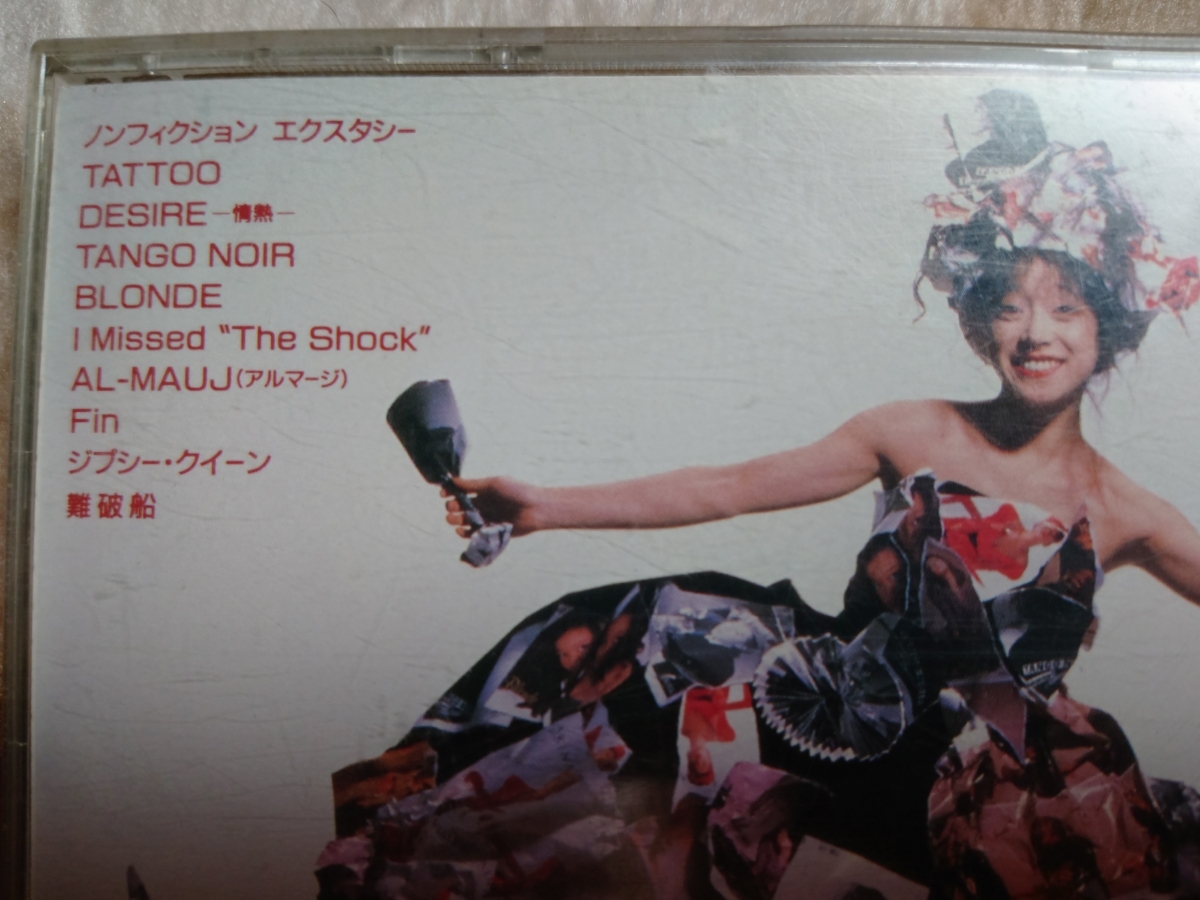 ノンフィクション エクスタシー
TATTOO
DESIRE－情熱－
TANGO NOIR
BLONDE
I Missed “The Shock”
AL-MAUJ(アルマージ)
Fin
ジプシー・クイーン
難破船
TANGO